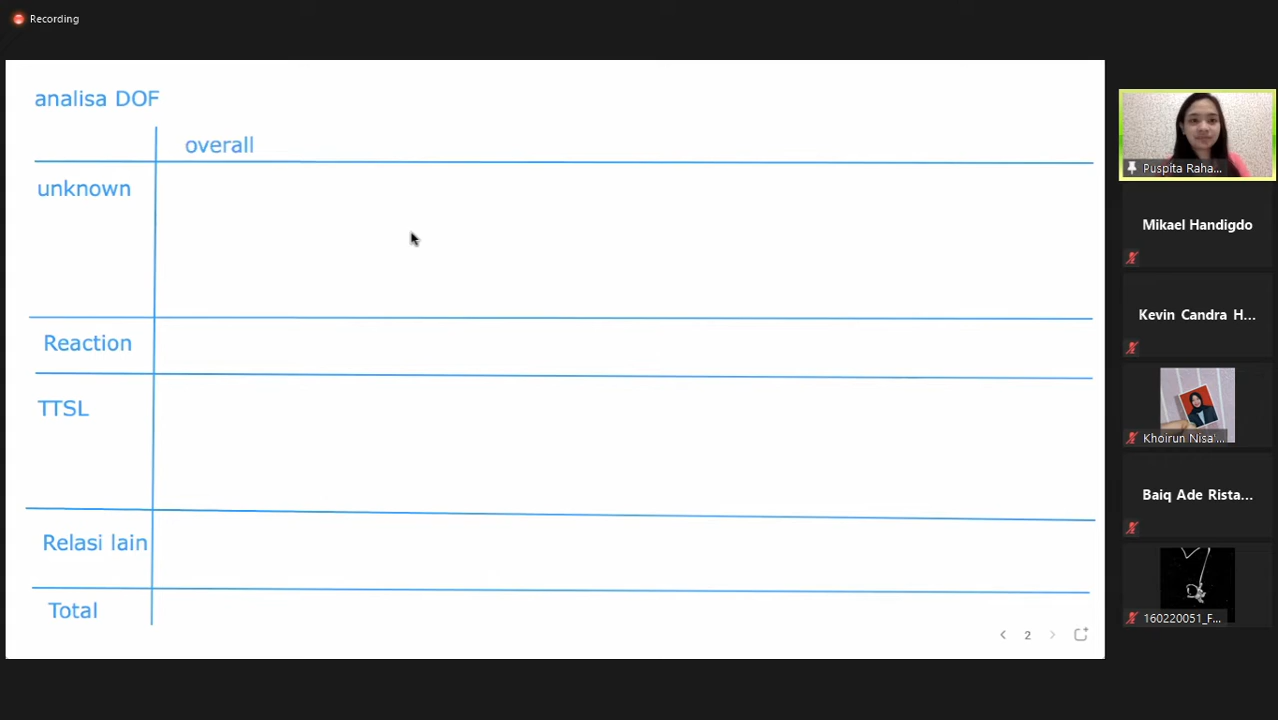 Recording
analisa DOF
overall
unknown
Reaction
TTSL
Relasi lain
Total
2
Puspita Raha...
Mikael Handigdo
Kevin Candra H...
Khoirun Nisa'...
Baiq Ade Rista...
160220051_F...